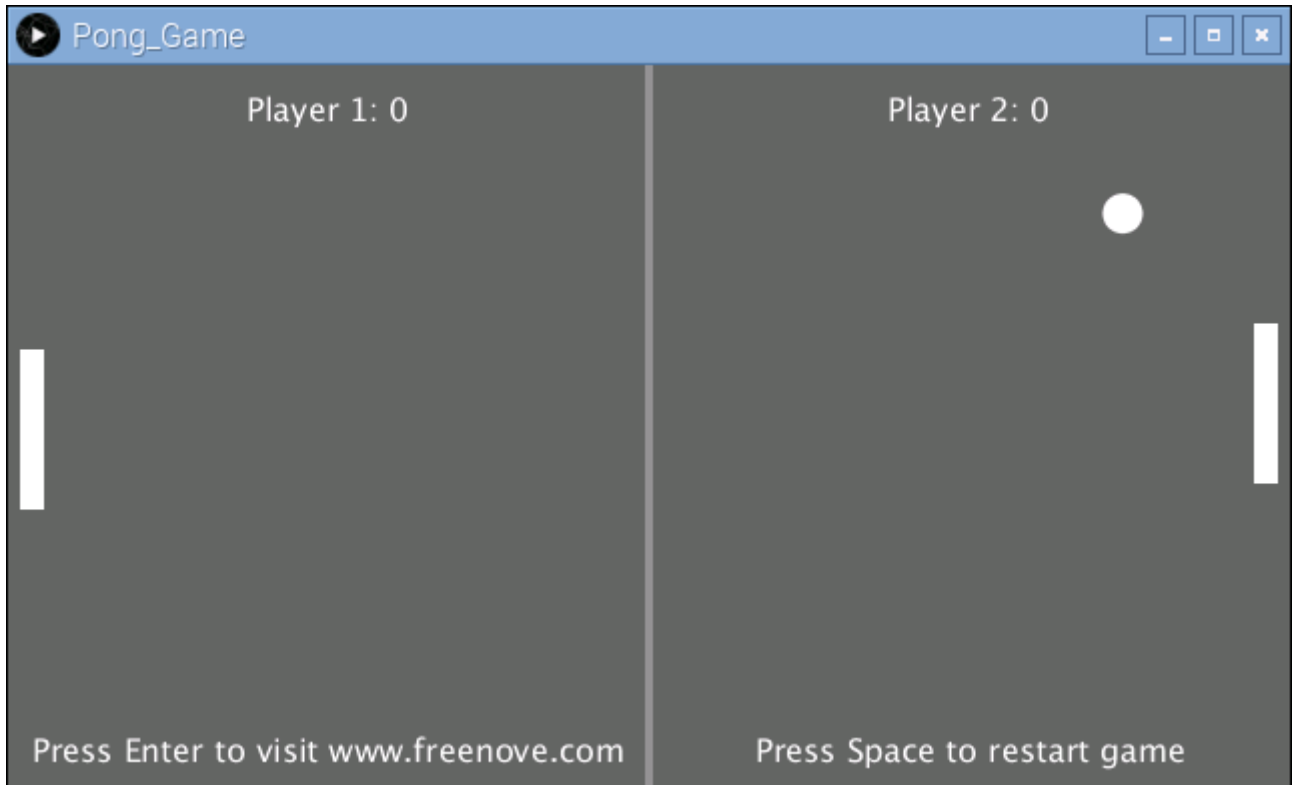 Pong_Game
Player 1: 0
Player 2: 0
Press Enter to visit www.freenove.com
Press Space to restart game